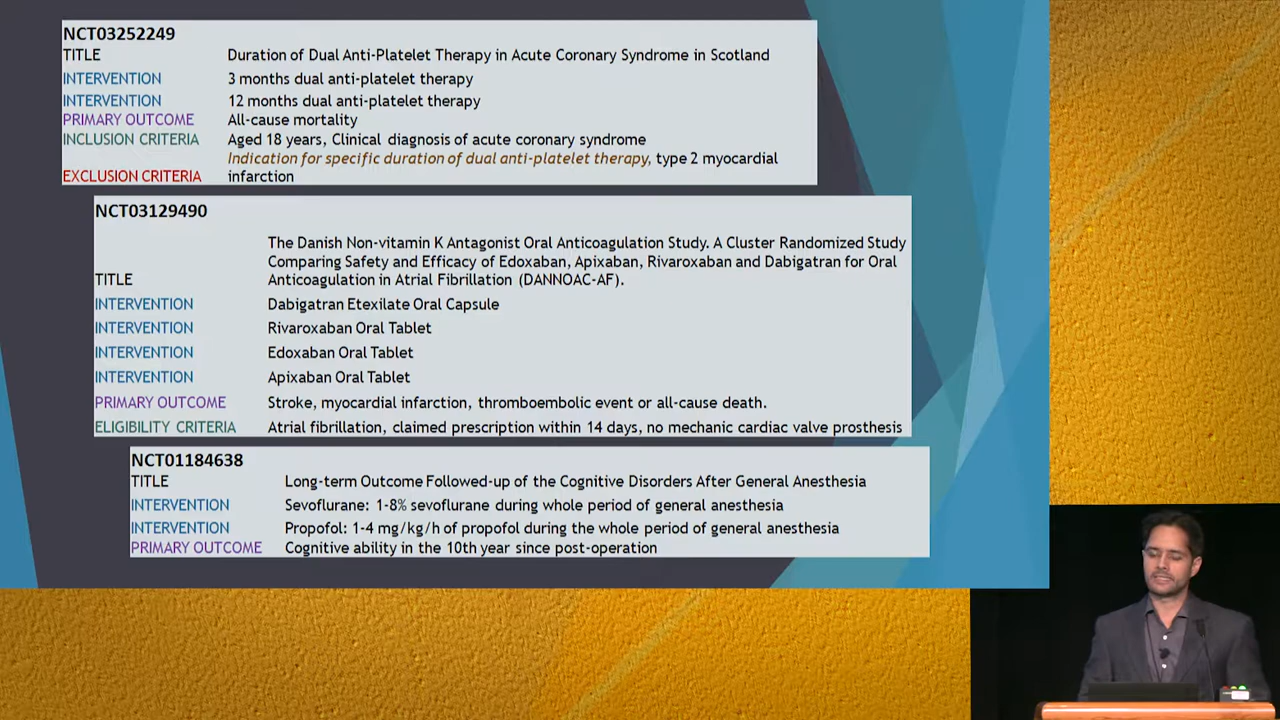 NCT03252249
TITLE Duration of Dual Anti-Platelet Therapy in Acute Coronary Syndrome in Scotland
INTERVENTION 3 months dual anti-platelet therapy
INTERVENTION 12 months dual anti-platelet therapy
PRIMARY OUTCOME All-cause mortality
INCLUSION CRITERIA Aged 18 years, Clinical diagnosis of acute coronary syndrome
Indication for specific duration of dual anti-platelet therapy, type 2 myocardial
EXCLUSION CRITERIA infarction
NCT03129490
The Danish Non-vitamin K Antagonist Oral Anticoagulation Study. A Cluster Randomized Study
Comparing Safety and Efficacy of Edoxaban, Apixaban, Rivaroxaban and Dabigatran for Oral
TITLE Anticoagulation in Atrial Fibrillation (DANNOAC-AF).
INTERVENTION Dabigatran Etexilate Oral Capsule
INTERVENTION Rivaroxaban Oral Tablet
INTERVENTION Edoxaban Oral Tablet
INTERVENTION Apixaban Oral Tablet
PRIMARY OUTCOME Stroke, myocardial infarction, thromboembolic event or all-cause death.
ELIGIBILITY CRITERIA Atrial fibrillation, claimed prescription within 14 days, no mechanic cardiac valve prosthesis
NCT01184638
TITLE Long-term Outcome Followed-up of the Cognitive Disorders After General Anesthesia
INTERVENTION Sevoflurane: 1-8% sevoflurane during whole period of general anesthesia
INTERVENTION Propofol: 1-4 mg/kg/h of propofol during the whole period of general anesthesia
PRIMARY OUTCOME Cognitive ability in the 10th year since post-operation